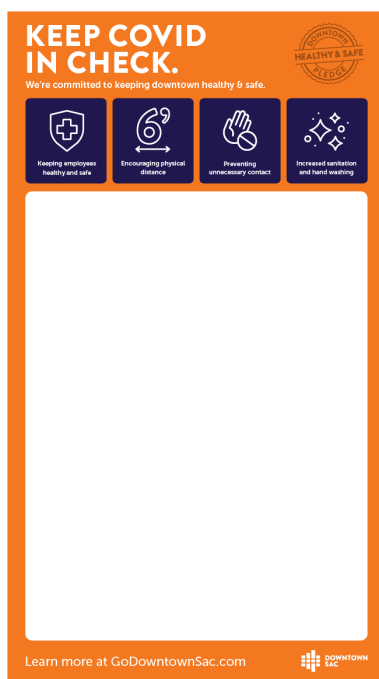 KEEP COVID
IN CHECK.
We're committed to keeping downtown healthy & safe.
DOWNTOWN
HEALTHY & SAFE
PLEDGE
Keeping employees
healthy and safe
6'
Encouraging physical
distance
Preventing
unnecessary contact
Increased sanitation
and hand washing
Learn more at GoDowntownSac.com
DOWNTOWN
SAC